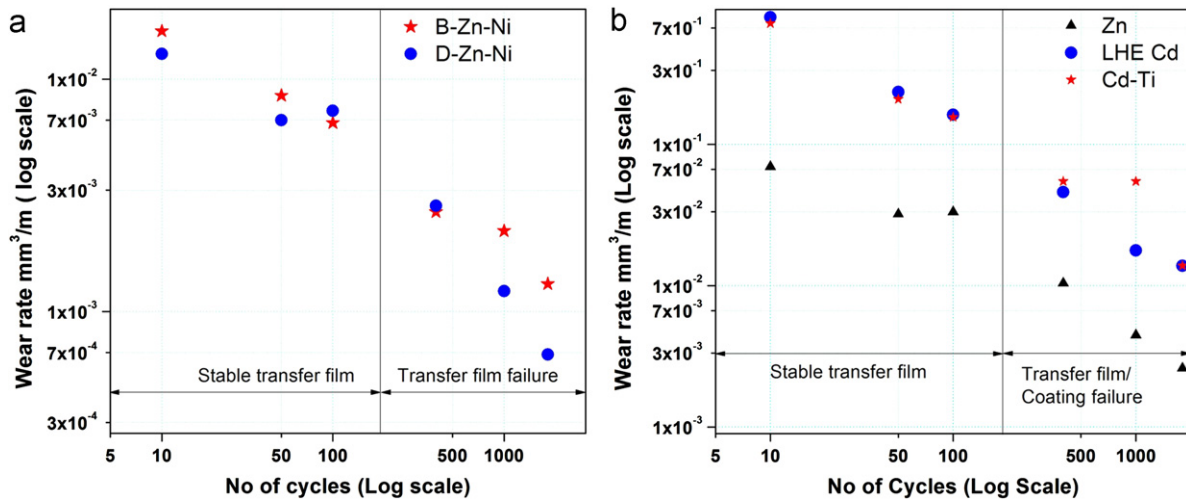 a
Wear rate mm³/m ( log scale)
1x10⁻²
7x10⁻³
3x10⁻³
1x10⁻³
7x10⁻⁴
3x10⁻⁴
B-Zn-Ni
D-Zn-Ni
Stable transfer film
Transfer film failure
5 10 50 100 500 1000
No of cycles (Log scale)
b
Wear rate mm³/m (Log scale)
7x10⁻¹
3x10⁻¹
1x10⁻¹
7x10⁻²
3x10⁻²
1x10⁻²
7x10⁻³
3x10⁻³
1x10⁻³
Zn
LHE Cd
Cd-Ti
Stable transfer film
Transfer film/
Coating failure
5 10 50 100 500 1000
No of Cycles (Log Scale)